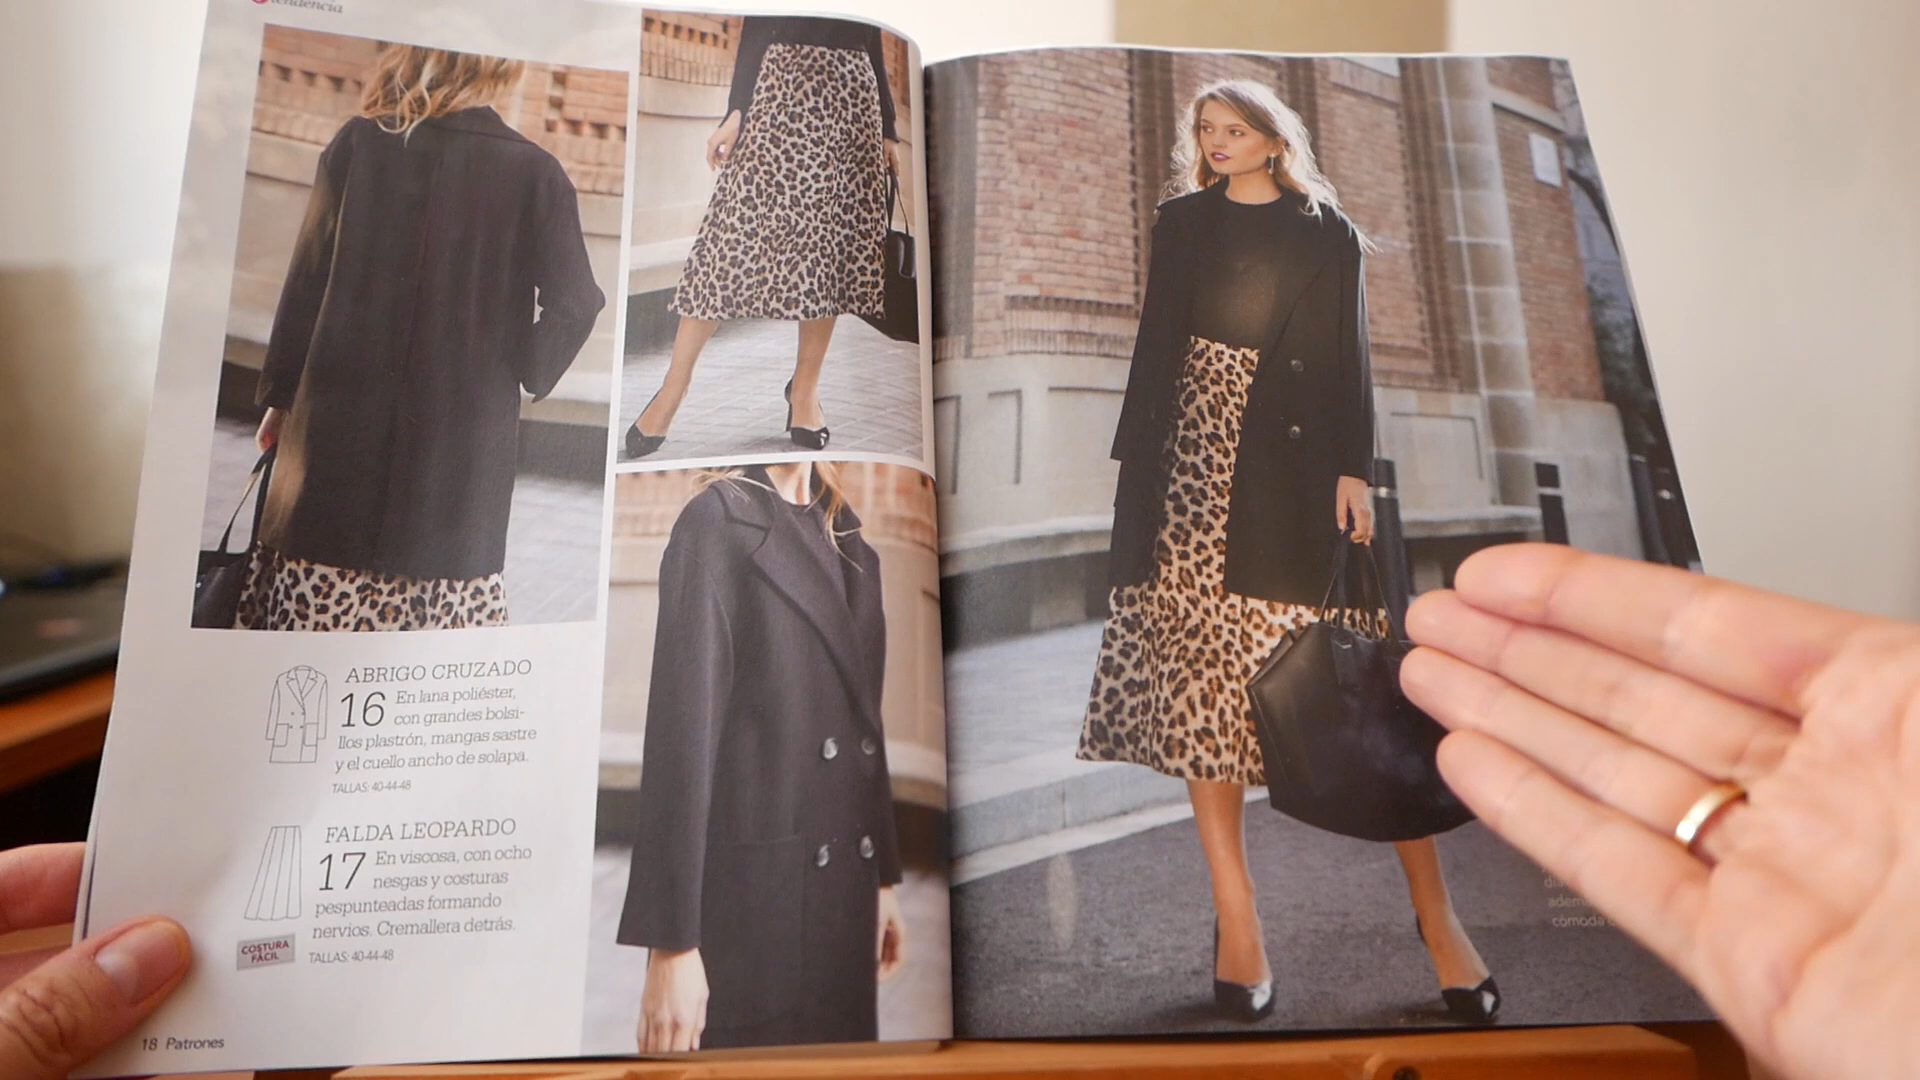 tendencia
ABRIGO CRUZADO
16 En lana poliéster,
con grandes bolsi-
llos plastrón, mangas sastre
y el cuello ancho de solapa.
TALLAS: 40-44-48
FALDA LEOPARDO
17 En viscosa, con ocho
nesgas y costuras
pespunteadas formando
nervios. Cremallera detrás.
COSTURA
FÁCIL
TALLAS: 40-44-48
18 Patrones
cómoda